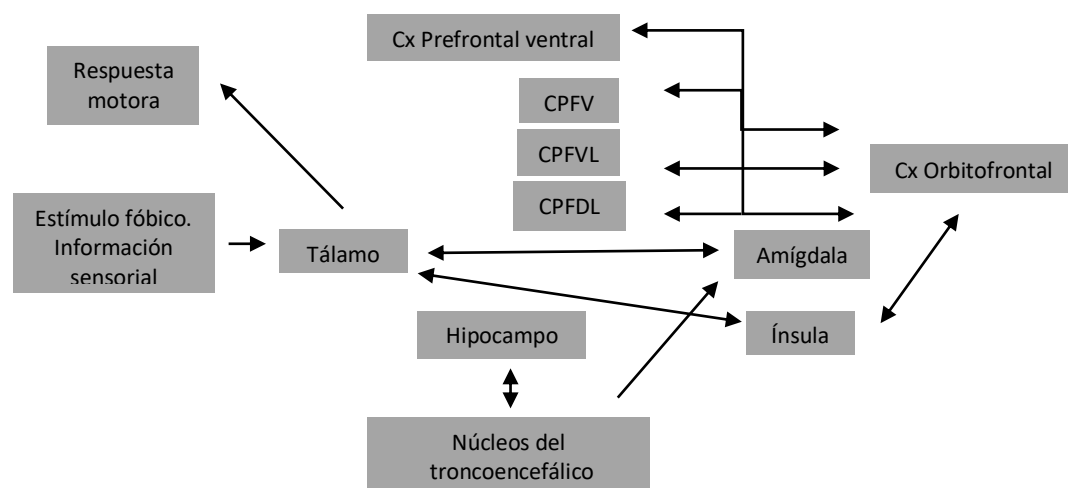 Cx Prefrontal ventral
Respuesta
motora
CPFV
CPFVL
Cx Orbitofrontal
CPFDL
Estímulo fóbico.
Información
sensorial
Tálamo
Amígdala
Hipocampo
Ínsula
Núcleos del
troncoencefálico